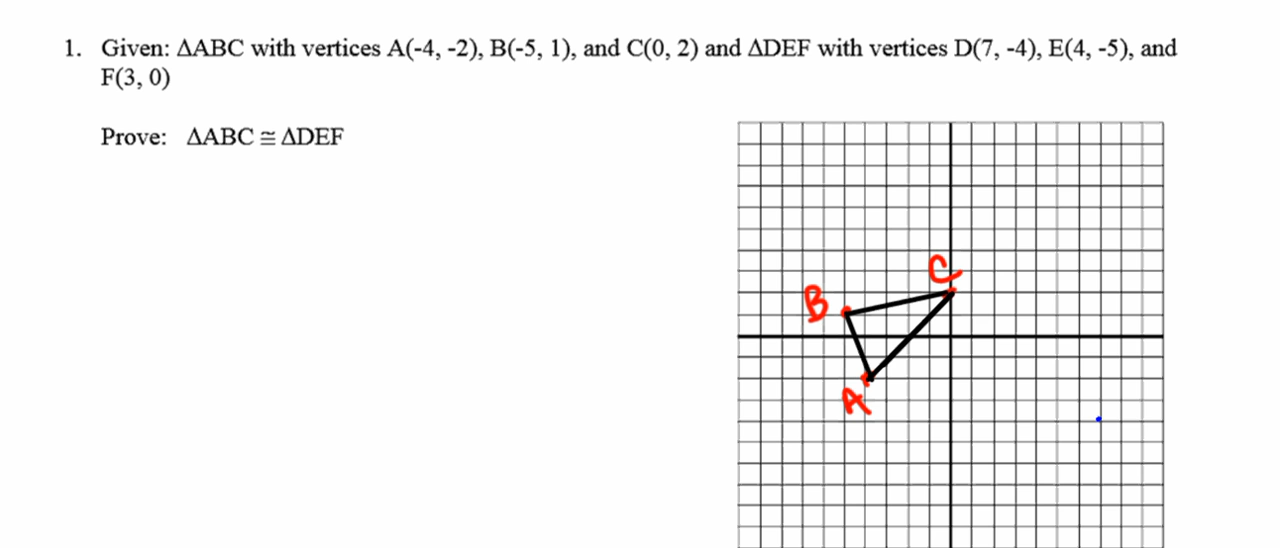 1. Given: ΔABC with vertices A(-4, -2), B(-5, 1), and C(0, 2) and ΔDEF with vertices D(7, -4), E(4, -5), and
F(3, 0)
Prove: ΔABC ≅ ΔDEF
C
B
A